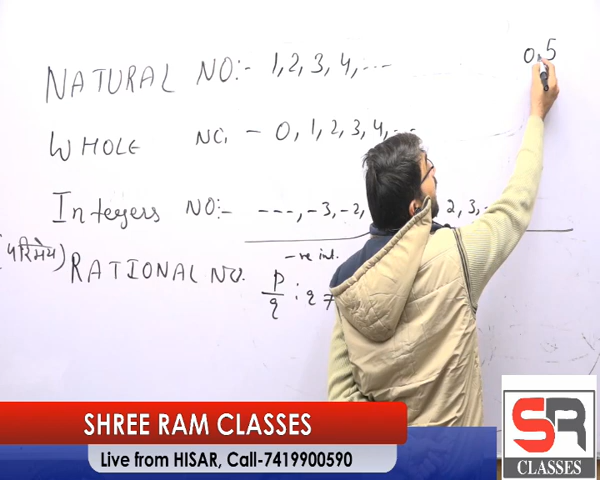 NATURAL NO:- 1, 2, 3, 4, ---
0.5
WHOLE NO. - 0, 1, 2, 3, 4, ---
Integers NO:- ---, -3, -2, 2, 3, -
-ve int.
(परिमेय) RATIONAL NO. p/q : q ≠
SHREE RAM CLASSES
Live from HISAR, Call-7419900590
SR
CLASSES